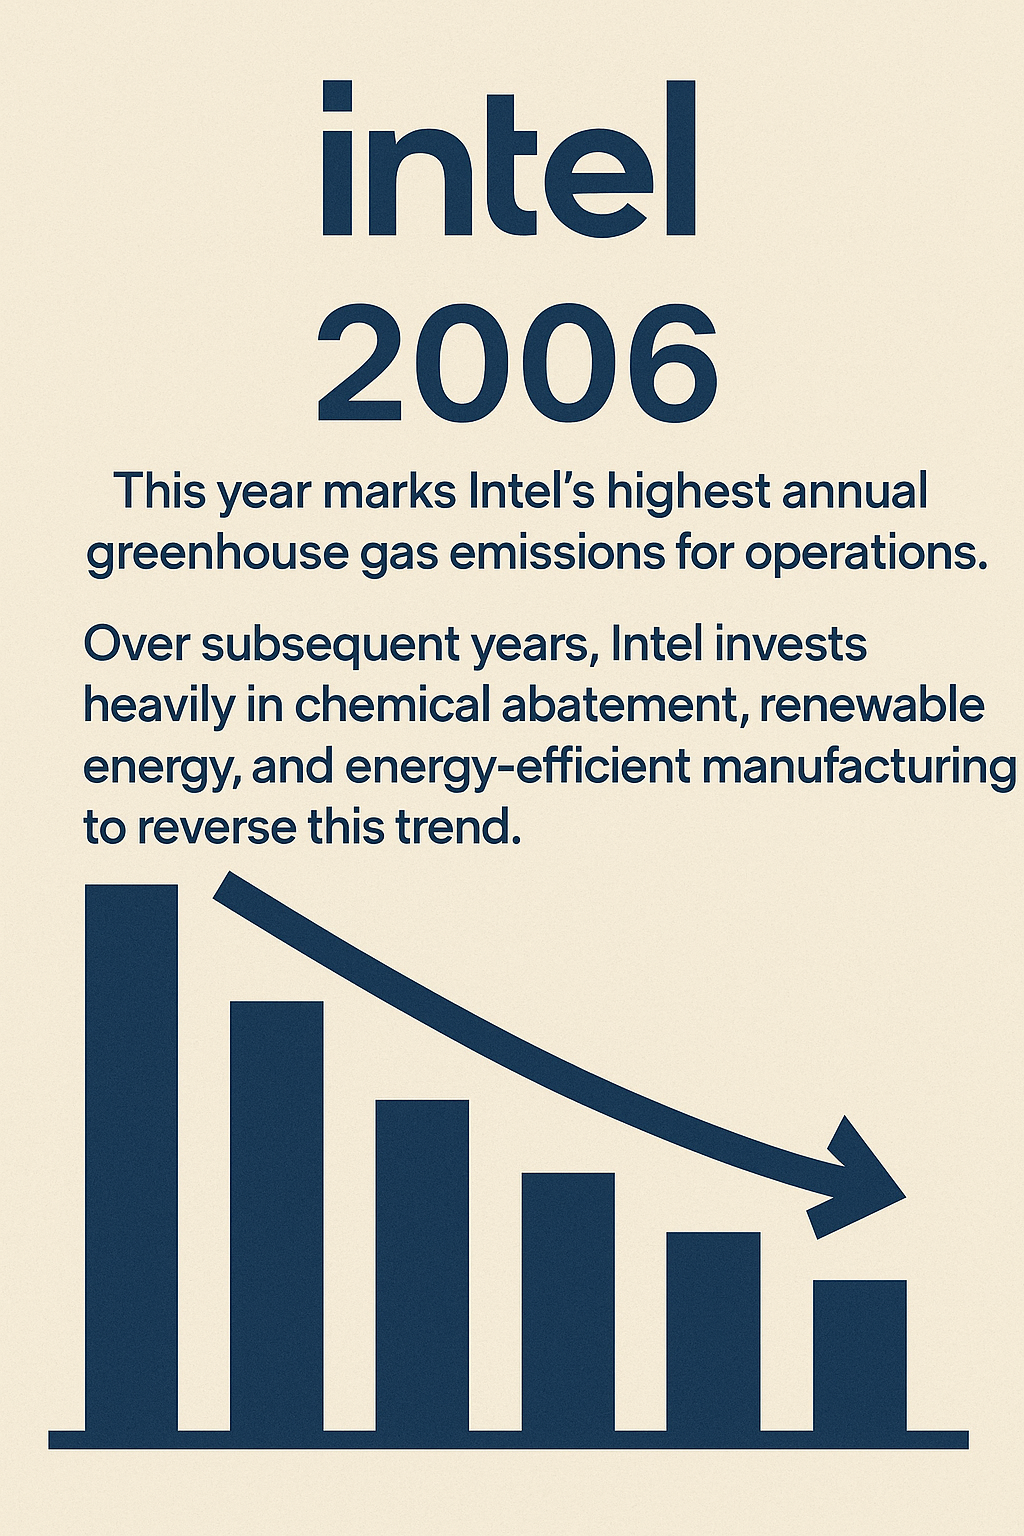 intel
2006
This year marks Intel's highest annual
greenhouse gas emissions for operations.
Over subsequent years, Intel invests
heavily in chemical abatement, renewable
energy, and energy-efficient manufacturing
to reverse this trend.